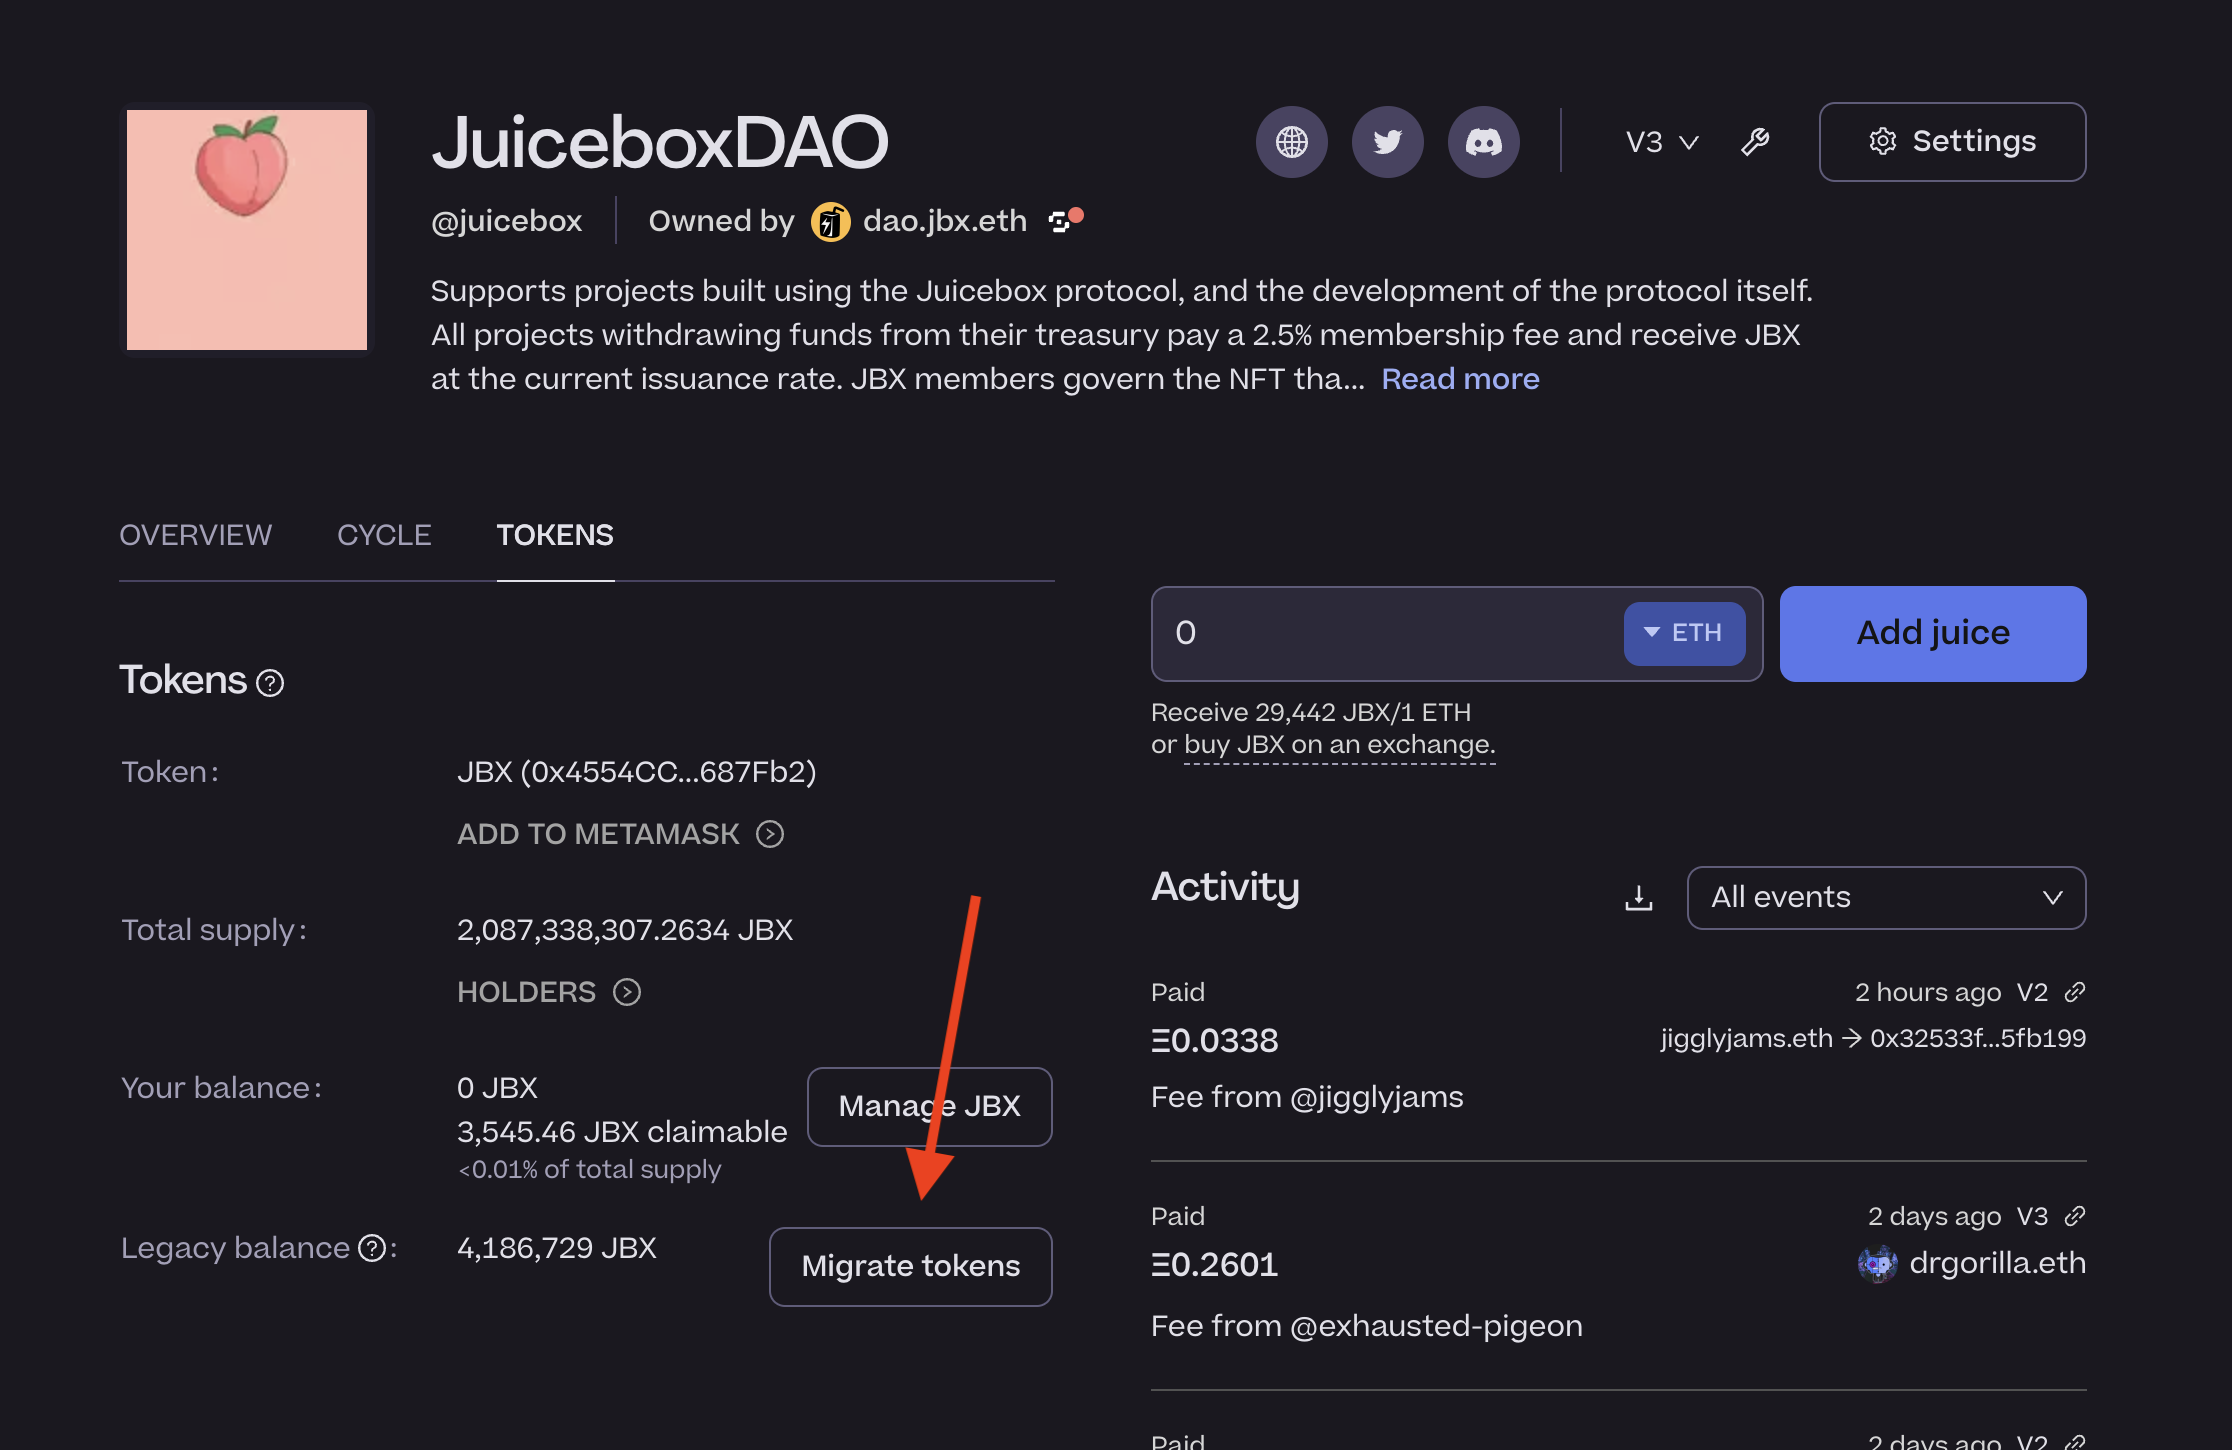 JuiceboxDAO
@juicebox
Owned by dao.jbx.eth
V3
Settings
Supports projects built using the Juicebox protocol, and the development of the protocol itself.
All projects withdrawing funds from their treasury pay a 2.5% membership fee and receive JBX
at the current issuance rate. JBX members govern the NFT tha... Read more
OVERVIEW
CYCLE
TOKENS
Tokens
Token:
JBX (0x4554CC...687Fb2)
ADD TO METAMASK
Total supply:
2,087,338,307.2634 JBX
HOLDERS
Your balance:
0 JBX
3,545.46 JBX claimable
<0.01% of total supply
Manage JBX
Legacy balance :
4,186,729 JBX
Migrate tokens
0
ETH
Add juice
Receive 29,442 JBX/1 ETH
or buy JBX on an exchange.
Activity
All events
Paid
2 hours ago V2
Ξ0.0338
jigglyjams.eth → 0x32533f...5fb199
Fee from @jigglyjams
Paid
2 days ago V3
Ξ0.2601
drgorilla.eth
Fee from @exhausted-pigeon
Paid
2 days ago V2